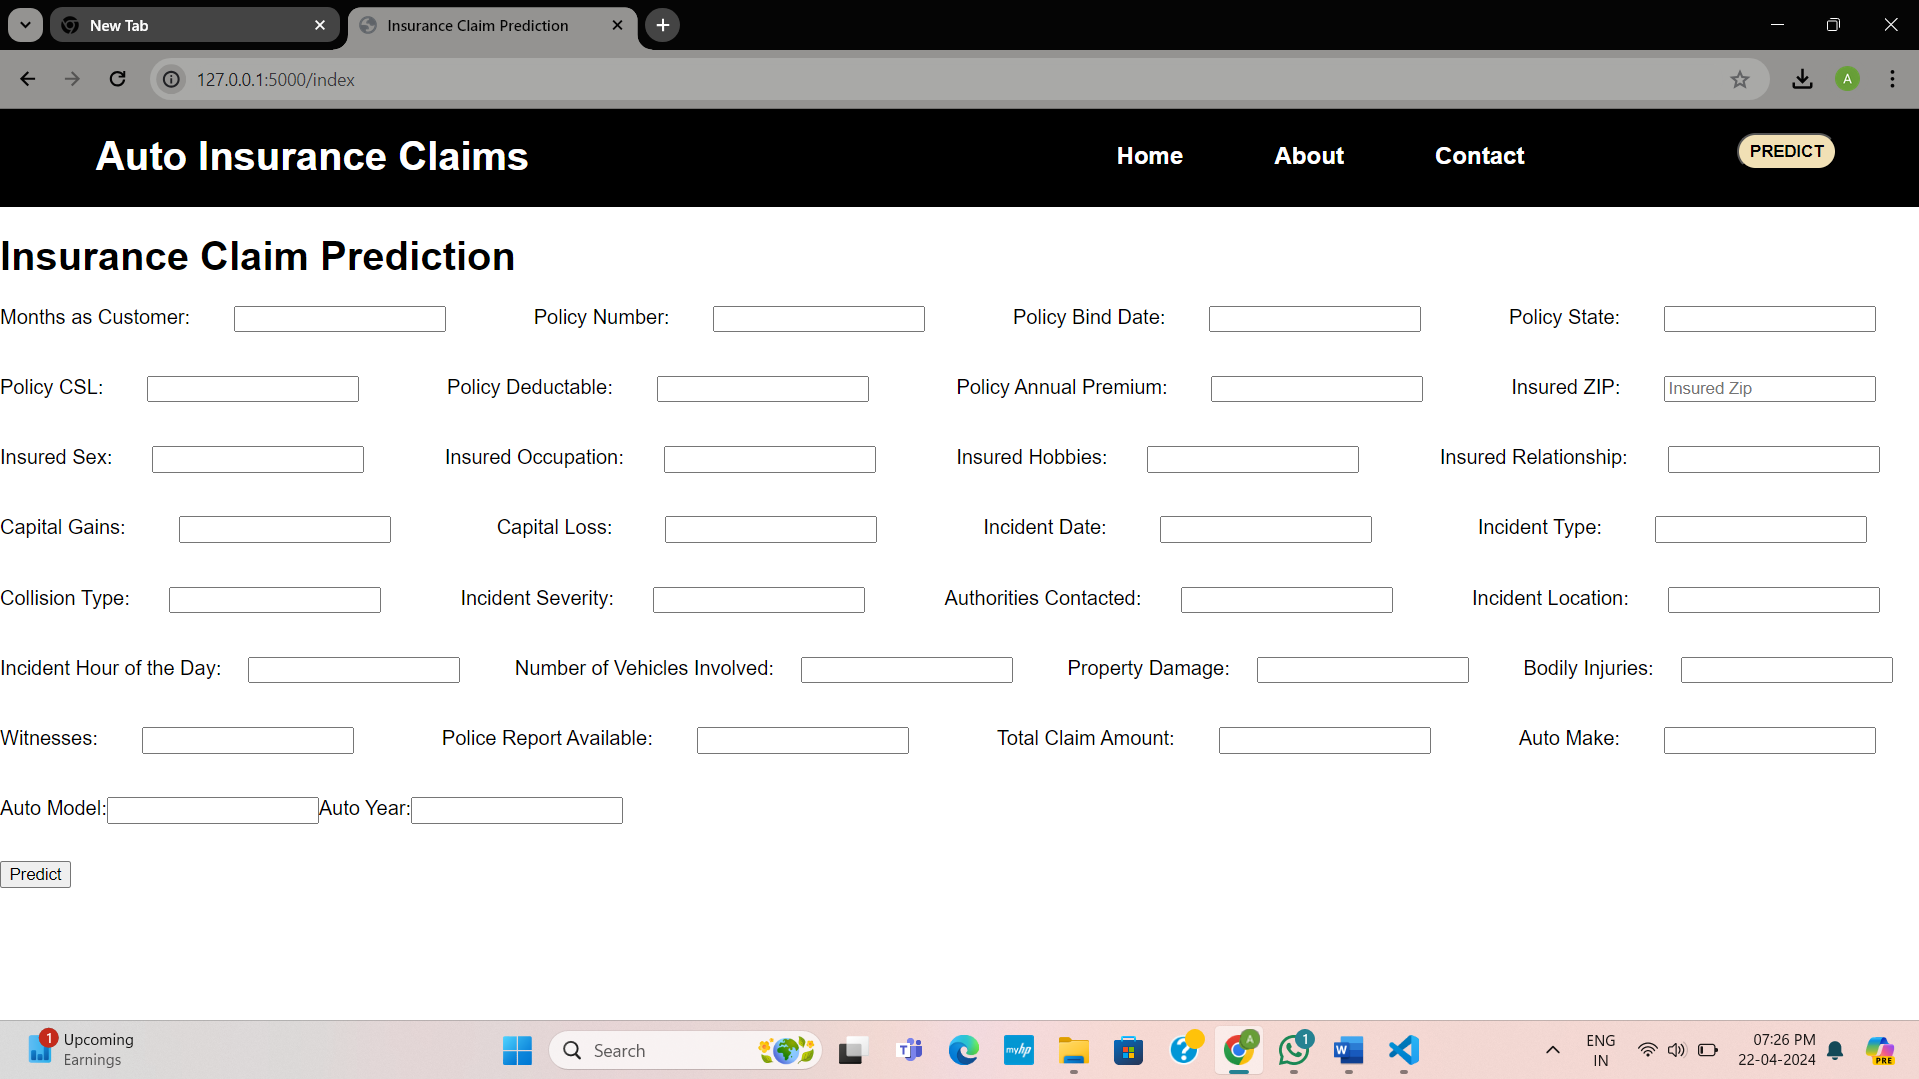 New Tab
Insurance Claim Prediction
127.0.0.1:5000/index
A
Auto Insurance Claims
Home
About
Contact
PREDICT
Insurance Claim Prediction
Months as Customer:
Policy Number:
Policy Bind Date:
Policy State:
Policy CSL:
Policy Deductable:
Policy Annual Premium:
Insured ZIP:
Insured Zip
Insured Sex:
Insured Occupation:
Insured Hobbies:
Insured Relationship:
Capital Gains:
Capital Loss:
Incident Date:
Incident Type:
Collision Type:
Incident Severity:
Authorities Contacted:
Incident Location:
Incident Hour of the Day:
Number of Vehicles Involved:
Property Damage:
Bodily Injuries:
Witnesses:
Police Report Available:
Total Claim Amount:
Auto Make:
Auto Model:
Auto Year:
Predict
1
Upcoming
Earnings
Search
T
myhp
?
A
1
W
ENG
IN
07:26 PM
22-04-2024
PRE